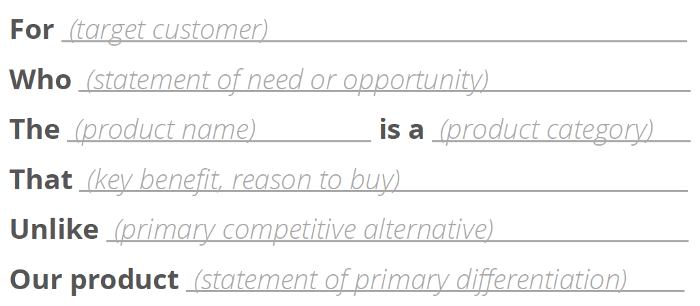 For (target customer)
Who (statement of need or opportunity)
The (product name) is a (product category)
That (key benefit, reason to buy)
Unlike (primary competitive alternative)
Our product (statement of primary differentiation)